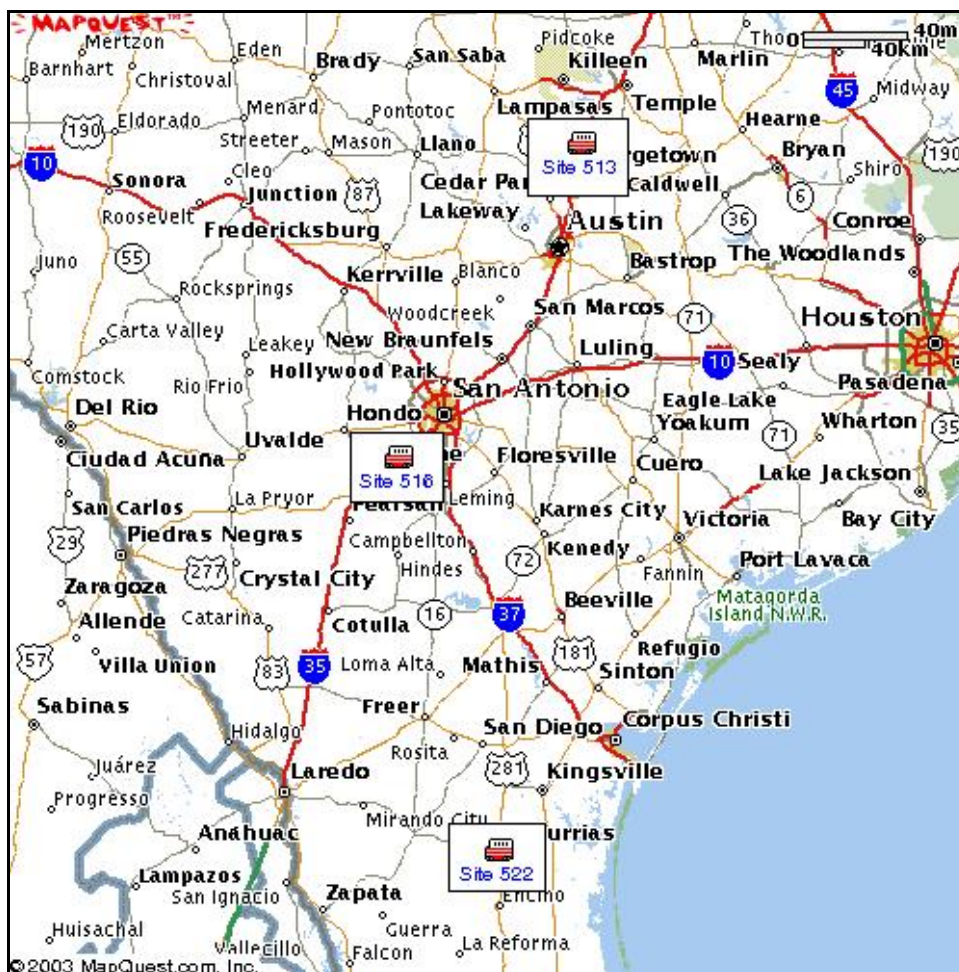 MAPQUEST
Mertzon
Eden
Brady
San Saba
Pidcoke
Killeen
Marlin
Tho
0
40m
40km
Barnhart
Christoval
Lampasas
Temple
45
Midway
190
Eldorado
Menard
Pontotoc
Hearne
Streeter
Mason
Llano
Site 513
rgetown
Bryan
Shiro
190
10
Sonora
Cleo
Junction
87
Cedar Par
Caldwell
6
Roosevelt
Lakeway
Austin
36
Conroe
Fredericksburg
Juno
55
Kerrville
Blanco
Bastrop
The Woodlands
Rocksprings
Woodcreek
San Marcos
71
Houston
Carta Valley
Leakey
New Braunfels
Luling
10
Sealy
Comstock
Rio Frio
Hollywood Park
San Antonio
Pasadena
Del Rio
Hondo
Eagle Lake
Wharton
Uvalde
Yoakum
71
35
Ciudad Acuña
ne
Floresville
Cuero
Lake Jackson
Site 516
San Carlos
La Pryor
Leming
Pearsall
Karnes City
Victoria
Bay City
29
Piedras Negras
Campbellton
72
Kenedy
Port Lavaca
277
Crystal City
Hindes
Fannin
Zaragoza
Matagorda
Island N.W.R.
Allende
Catarina
Cotulla
16
37
Beeville
57
Villa Union
83
35
Loma Alta
Mathis
181
Refugio
Sinton
Sabinas
Freer
San Diego
Corpus Christi
Hidalgo
Rosita
Juárez
Laredo
281
Kingsville
Progresso
Mirando City
Anahuac
urrias
Site 522
Lampazos
San Ignacio
Zapata
Encino
Huisachal
Vallecillo
Guerra
La Reforma
Falcon
© 2003 MapQuest.com, Inc.